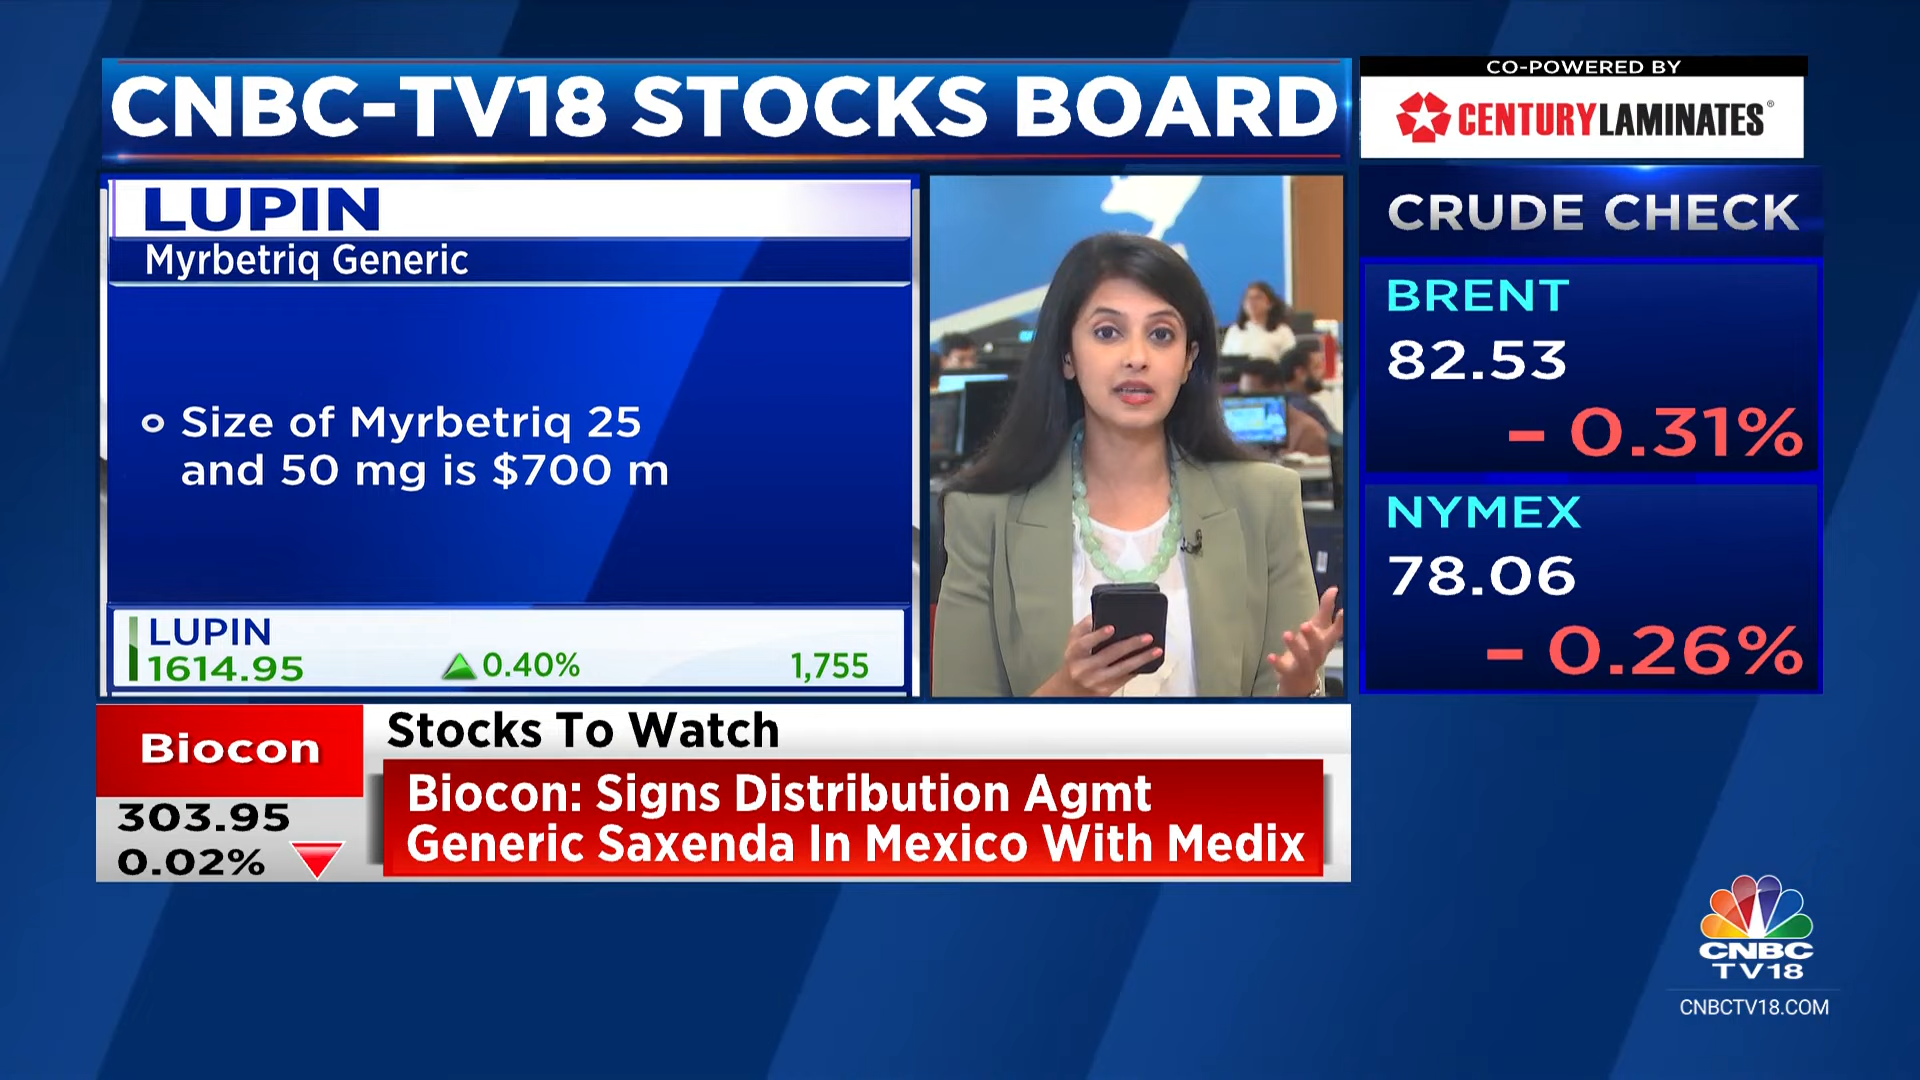 CNBC-TV18 STOCKS BOARD
CO-POWERED BY
CENTURYLAMINATES®
LUPIN
Myrbetriq Generic
o Size of Myrbetriq 25
and 50 mg is $700 m
LUPIN
1614.95 ▲ 0.40% 1,755
CRUDE CHECK
BRENT
82.53
– 0.31%
NYMEX
78.06
– 0.26%
Biocon
303.95
0.02%
Stocks To Watch
Biocon: Signs Distribution Agmt
Generic Saxenda In Mexico With Medix
CNBC
TV18
CNBCTV18.COM